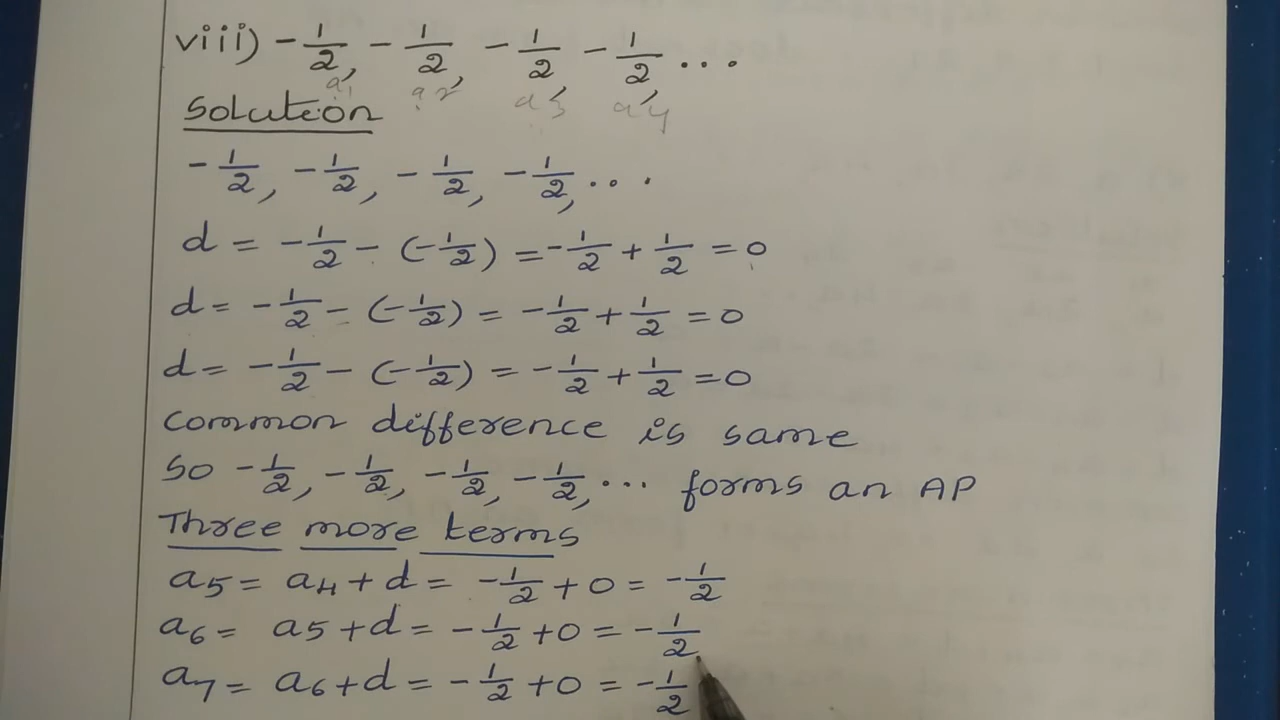 viii) -1/2, -1/2, -1/2, -1/2, ...
a1 a2 a3 a4
Solution
-1/2, -1/2, -1/2, -1/2, ...
d = -1/2 - (-1/2) = -1/2 + 1/2 = 0
d = -1/2 - (-1/2) = -1/2 + 1/2 = 0
d = -1/2 - (-1/2) = -1/2 + 1/2 = 0
common difference is same
So -1/2, -1/2, -1/2, -1/2, ... forms an AP
Three more terms
a5 = a4 + d = -1/2 + 0 = -1/2
a6 = a5 + d = -1/2 + 0 = -1/2
a7 = a6 + d = -1/2 + 0 = -1/2